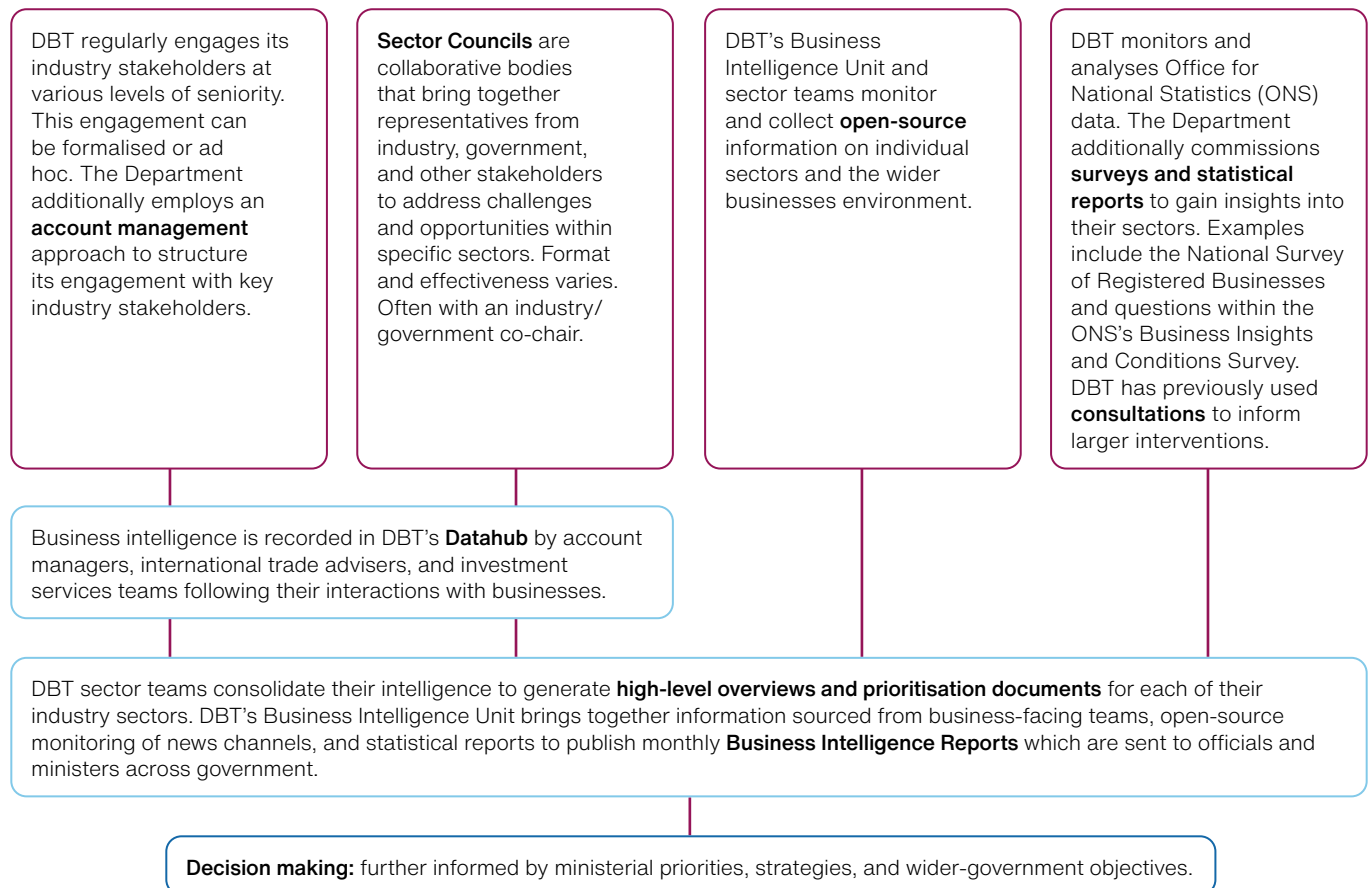 DBT regularly engages its
industry stakeholders at
various levels of seniority.
This engagement can
be formalised or ad
hoc. The Department
additionally employs an
account management
approach to structure
its engagement with key
industry stakeholders.
Sector Councils are
collaborative bodies
that bring together
representatives from
industry, government,
and other stakeholders
to address challenges
and opportunities within
specific sectors. Format
and effectiveness varies.
Often with an industry/
government co-chair.
DBT's Business
Intelligence Unit and
sector teams monitor
and collect open-source
information on individual
sectors and the wider
businesses environment.
DBT monitors and
analyses Office for
National Statistics (ONS)
data. The Department
additionally commissions
surveys and statistical
reports to gain insights into
their sectors. Examples
include the National Survey
of Registered Businesses
and questions within the
ONS's Business Insights
and Conditions Survey.
DBT has previously used
consultations to inform
larger interventions.
Business intelligence is recorded in DBT's Datahub by account
managers, international trade advisers, and investment
services teams following their interactions with businesses.
DBT sector teams consolidate their intelligence to generate high-level overviews and prioritisation documents for each of their
industry sectors. DBT's Business Intelligence Unit brings together information sourced from business-facing teams, open-source
monitoring of news channels, and statistical reports to publish monthly Business Intelligence Reports which are sent to officials and
ministers across government.
Decision making: further informed by ministerial priorities, strategies, and wider-government objectives.